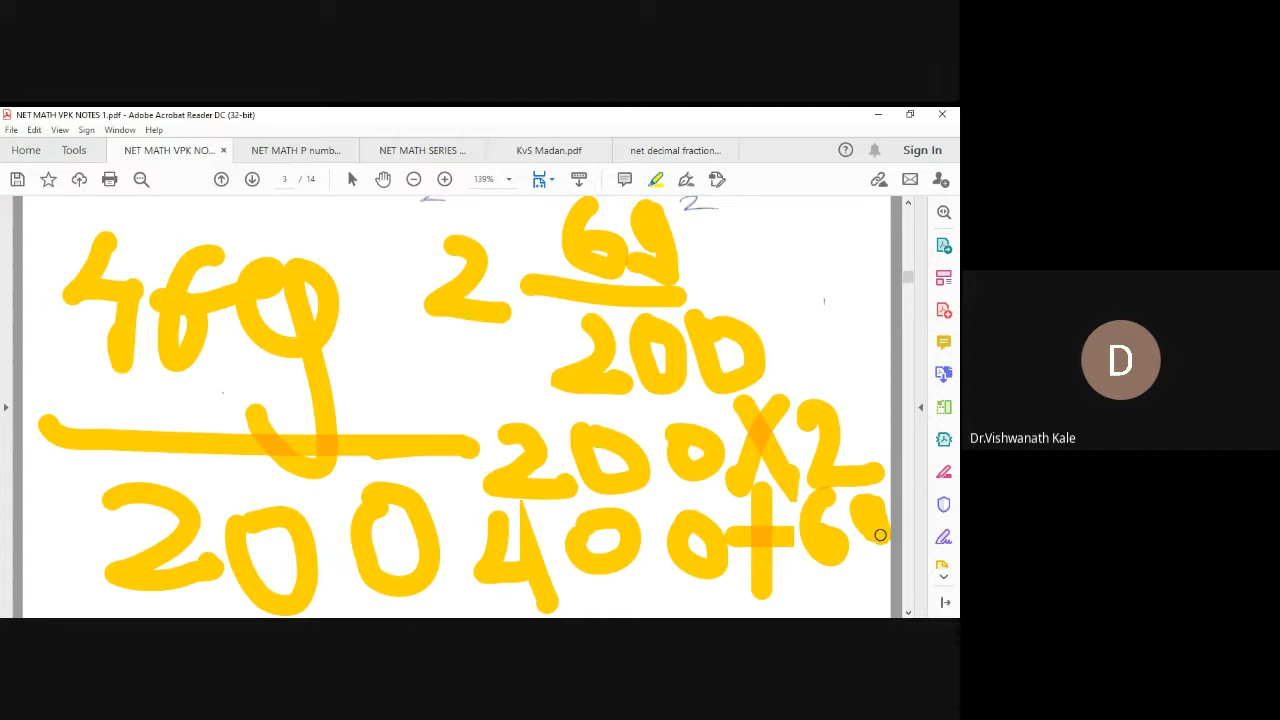 NET MATH VPK NOTES 1.pdf - Adobe Acrobat Reader DC (32-bit)
File Edit View Sign Window Help
Home Tools NET MATH VPK NO... × NET MATH P numb... NET MATH SERIES ... KvS Madan.pdf net decimal fraction... Sign In
3 / 14 139%
2 69
469
200
200 × 2
200 400 + 69
D
Dr.Vishwanath Kale